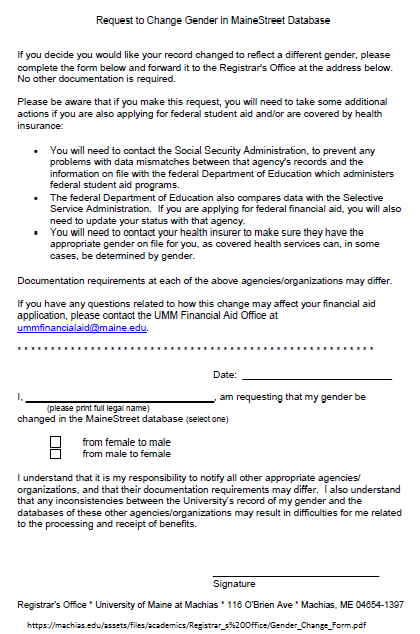 Request to Change Gender in MaineStreet Database
If you decide you would like your record changed to reflect a different gender, please
complete the form below and forward it to the Registrar's Office at the address below.
No other documentation is required.
Please be aware that if you make this request, you will need to take some additional
actions if you are also applying for federal student aid and/or are covered by health
insurance:
• You will need to contact the Social Security Administration, to prevent any
problems with data mismatches between that agency's records and the
information on file with the federal Department of Education which administers
federal student aid programs.
• The federal Department of Education also compares data with the Selective
Service Administration. If you are applying for federal financial aid, you will also
need to update your status with that agency.
• You will need to contact your health insurer to make sure they have the
appropriate gender on file for you, as covered health services can, in some
cases, be determined by gender.
Documentation requirements at each of the above agencies/organizations may differ.
If you have any questions related to how this change may affect your financial aid
application, please contact the UMM Financial Aid Office at
ummfinancialaid@maine.edu.
* * * * * * * * * * * * * * * * * * * * * * * * * * * * * * * * * * * * * * * * * * * * * * * * * * * * * *
Date: ____________________
I, ____________________, am requesting that my gender be
(please print full legal name)
changed in the MaineStreet database (select one)
from female to male
from male to female
I understand that it is my responsibility to notify all other appropriate agencies/
organizations, and that their documentation requirements may differ. I also understand
that any inconsistencies between the University's record of my gender and the
databases of these other agencies/organizations may result in difficulties for me related
to the processing and receipt of benefits.
Signature
Registrar's Office * University of Maine at Machias * 116 O'Brien Ave * Machias, ME 04654-1397
https://machias.edu/assets/files/academics/Registrar_s%20Office/Gender_Change_Form.pdf